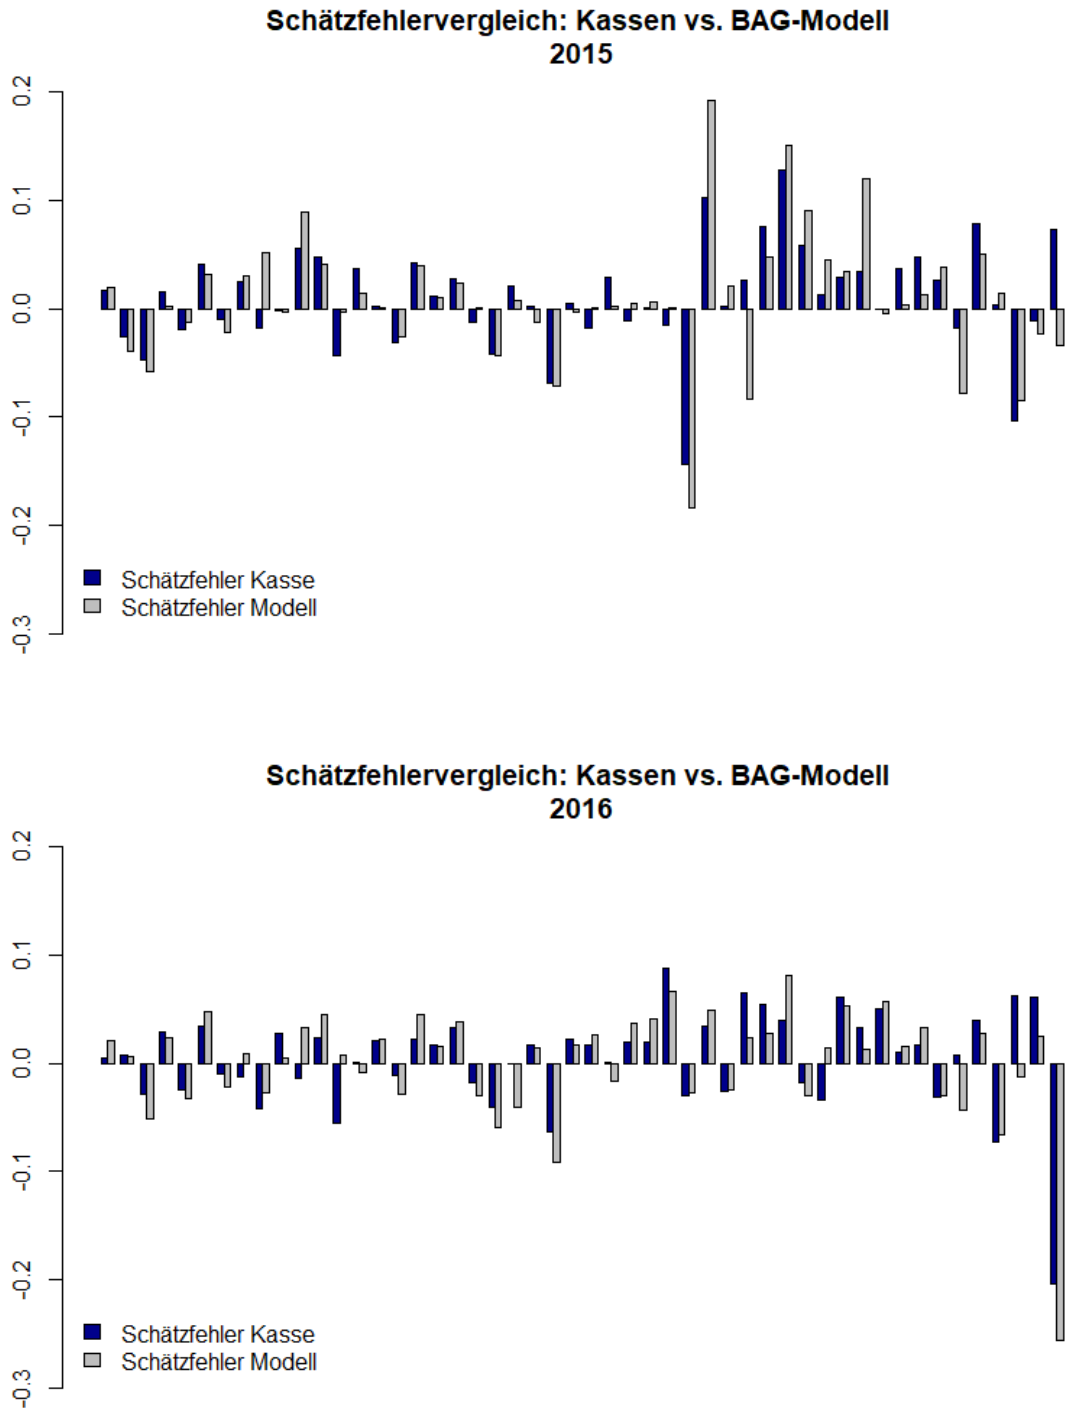 Schätzfehlervergleich: Kassen vs. BAG-Modell
2015
0.2
0.1
0.0
-0.1
-0.2
-0.3
Schätzfehler Kasse
Schätzfehler Modell
Schätzfehlervergleich: Kassen vs. BAG-Modell
2016
0.2
0.1
0.0
-0.1
-0.2
-0.3
Schätzfehler Kasse
Schätzfehler Modell